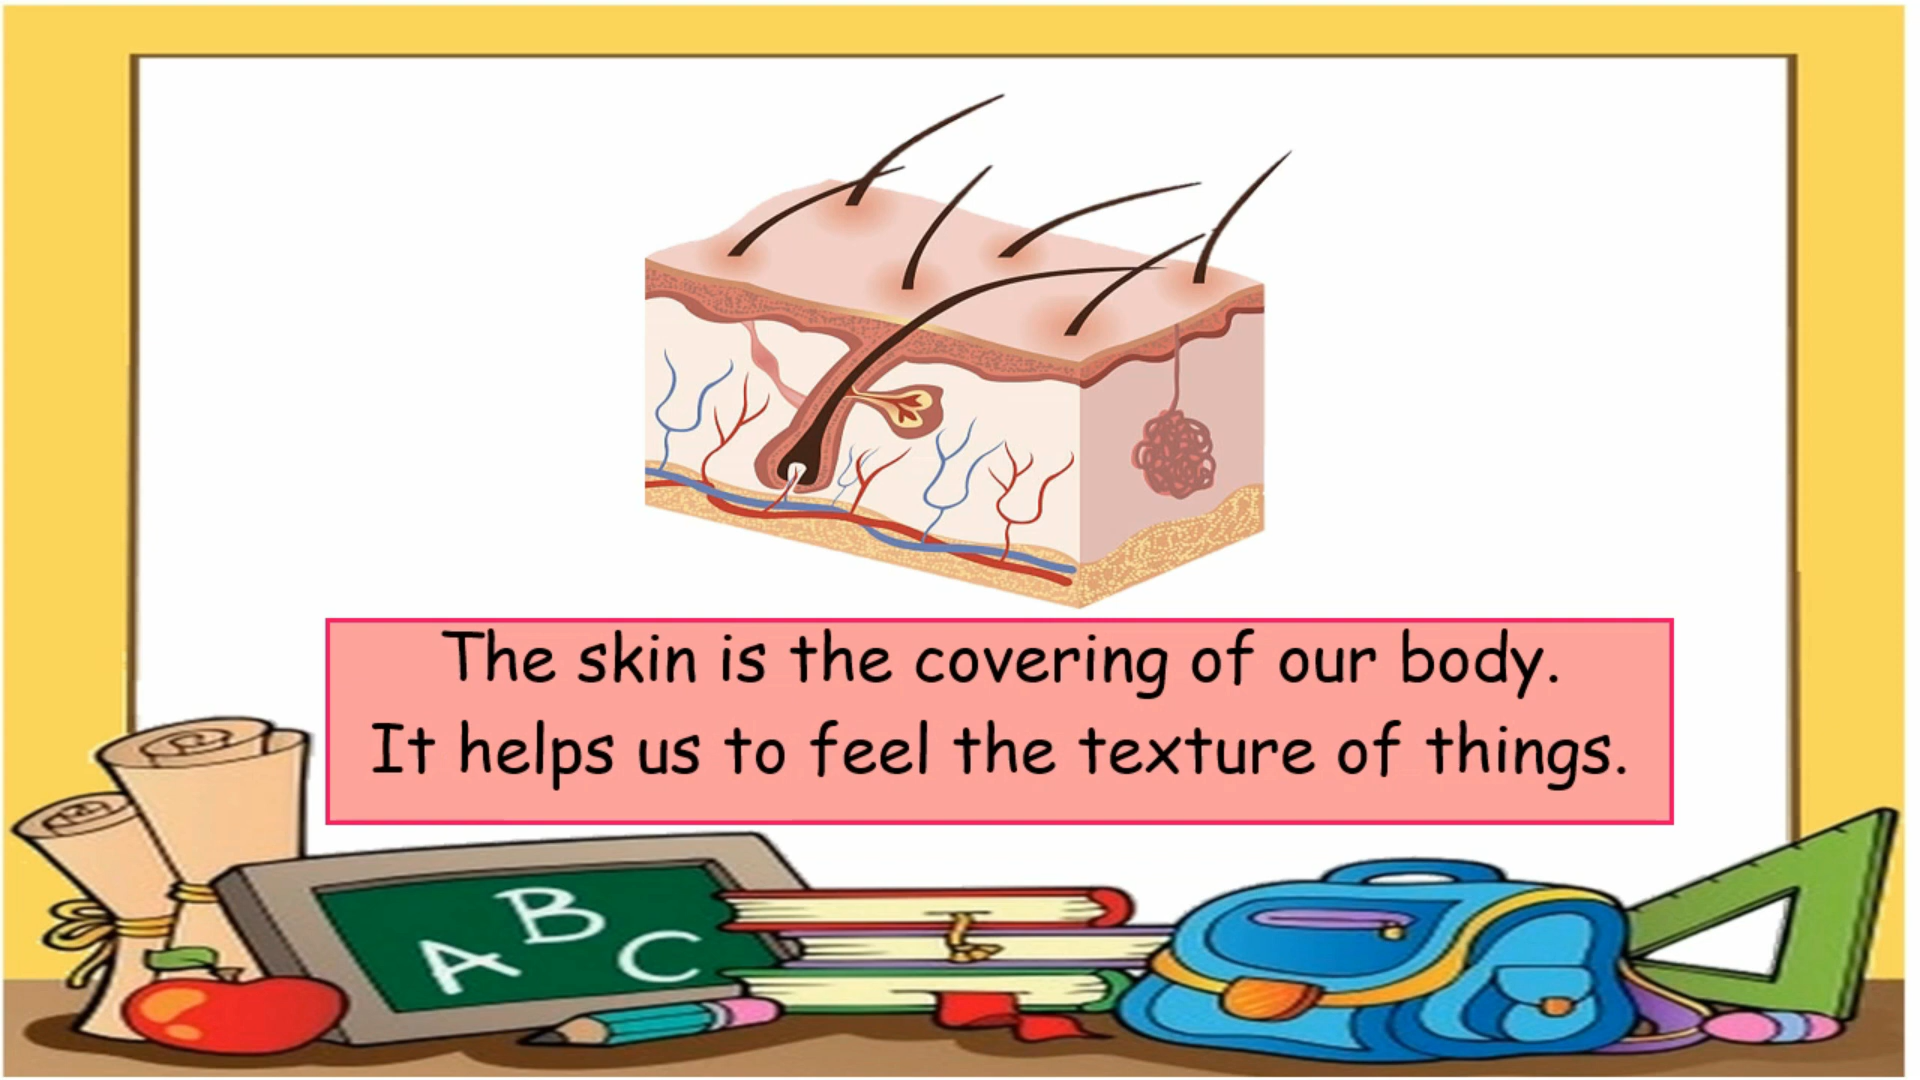 The skin is the covering of our body.
It helps us to feel the texture of things.
A B C